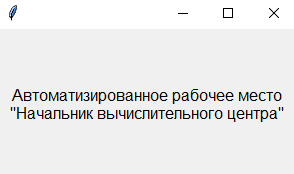 Автоматизированное рабочее место
"Начальник вычислительного центра"